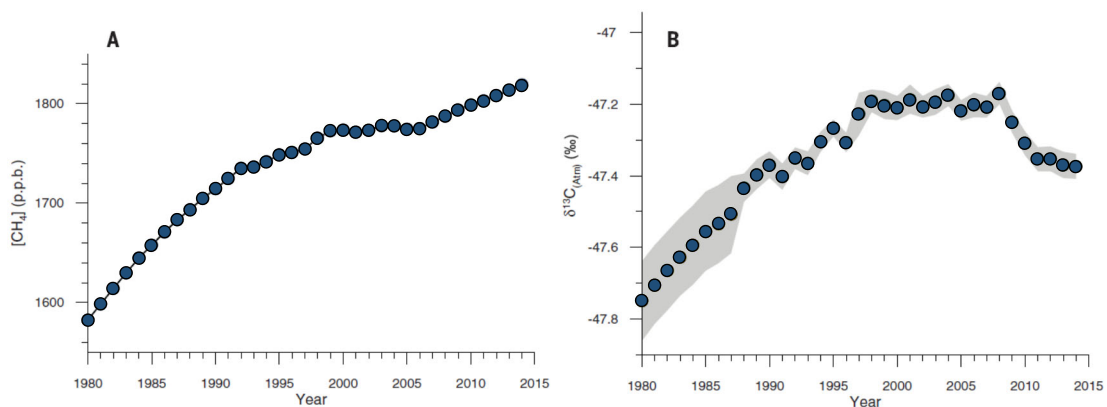 A
[CH4] (p.p.b.)
1800
1700
1600
1980 1985 1990 1995 2000 2005 2010 2015
Year
B
δ13C(Atm) (‰)
-47
-47.2
-47.4
-47.6
-47.8
1980 1985 1990 1995 2000 2005 2010 2015
Year